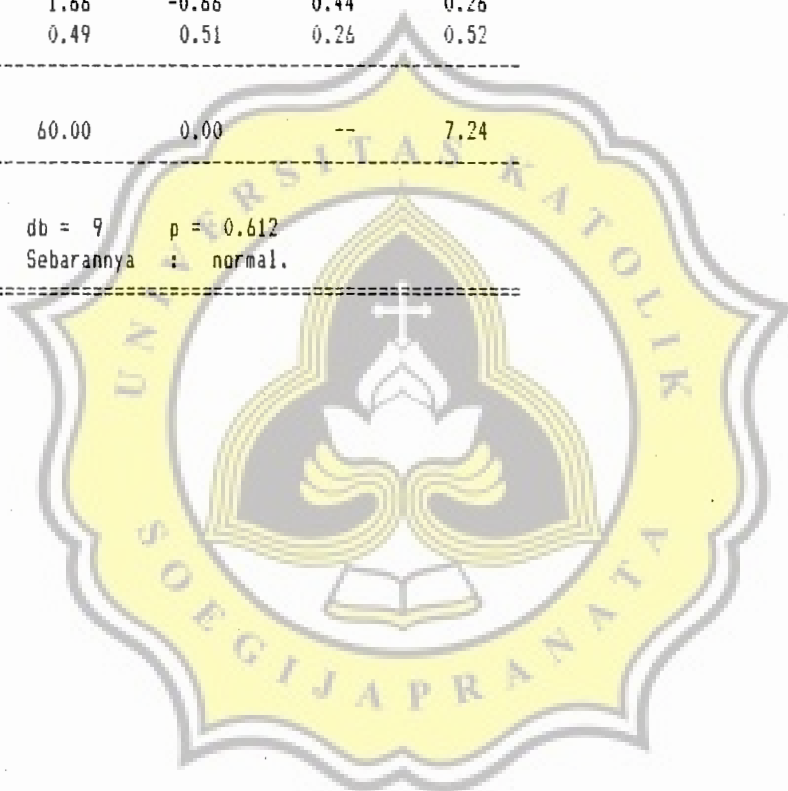 1.66 -0.66 0.44 0.26
0.49 0.51 0.26 0.52
60.00 0.00 -- 7.24
db = 9 p = 0.612
Sebarannya : normal.
UNIVERSITAS KATOLIK
SOEGIJAPRANATA